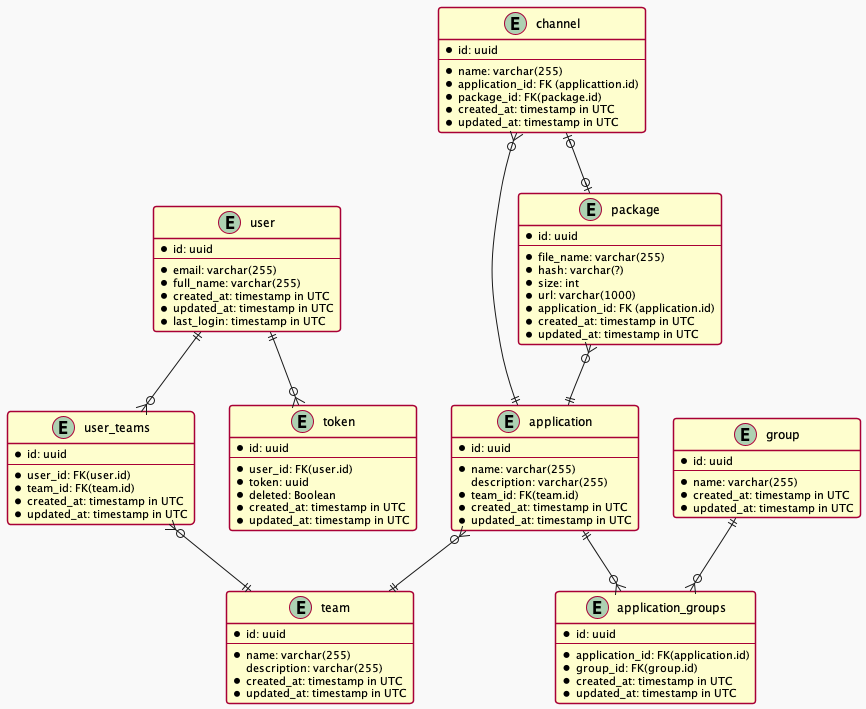 E channel
id: uuid
name: varchar(255)
application_id: FK (applicattion.id)
package_id: FK(package.id)
created_at: timestamp in UTC
updated_at: timestamp in UTC
E package
id: uuid
file_name: varchar(255)
hash: varchar(?)
size: int
url: varchar(1000)
application_id: FK (application.id)
created_at: timestamp in UTC
updated_at: timestamp in UTC
E user
id: uuid
email: varchar(255)
full_name: varchar(255)
created_at: timestamp in UTC
updated_at: timestamp in UTC
last_login: timestamp in UTC
E user_teams
id: uuid
user_id: FK(user.id)
team_id: FK(team.id)
created_at: timestamp in UTC
updated_at: timestamp in UTC
E token
id: uuid
user_id: FK(user.id)
token: uuid
deleted: Boolean
created_at: timestamp in UTC
updated_at: timestamp in UTC
E application
id: uuid
name: varchar(255)
description: varchar(255)
team_id: FK(team.id)
created_at: timestamp in UTC
updated_at: timestamp in UTC
E group
id: uuid
name: varchar(255)
created_at: timestamp in UTC
updated_at: timestamp in UTC
E team
id: uuid
name: varchar(255)
description: varchar(255)
created_at: timestamp in UTC
updated_at: timestamp in UTC
E application_groups
id: uuid
application_id: FK(application.id)
group_id: FK(group.id)
created_at: timestamp in UTC
updated_at: timestamp in UTC